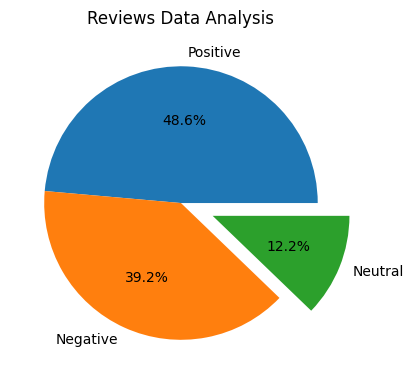 Reviews Data Analysis
Positive
48.6%
12.2%
Neutral
39.2%
Negative